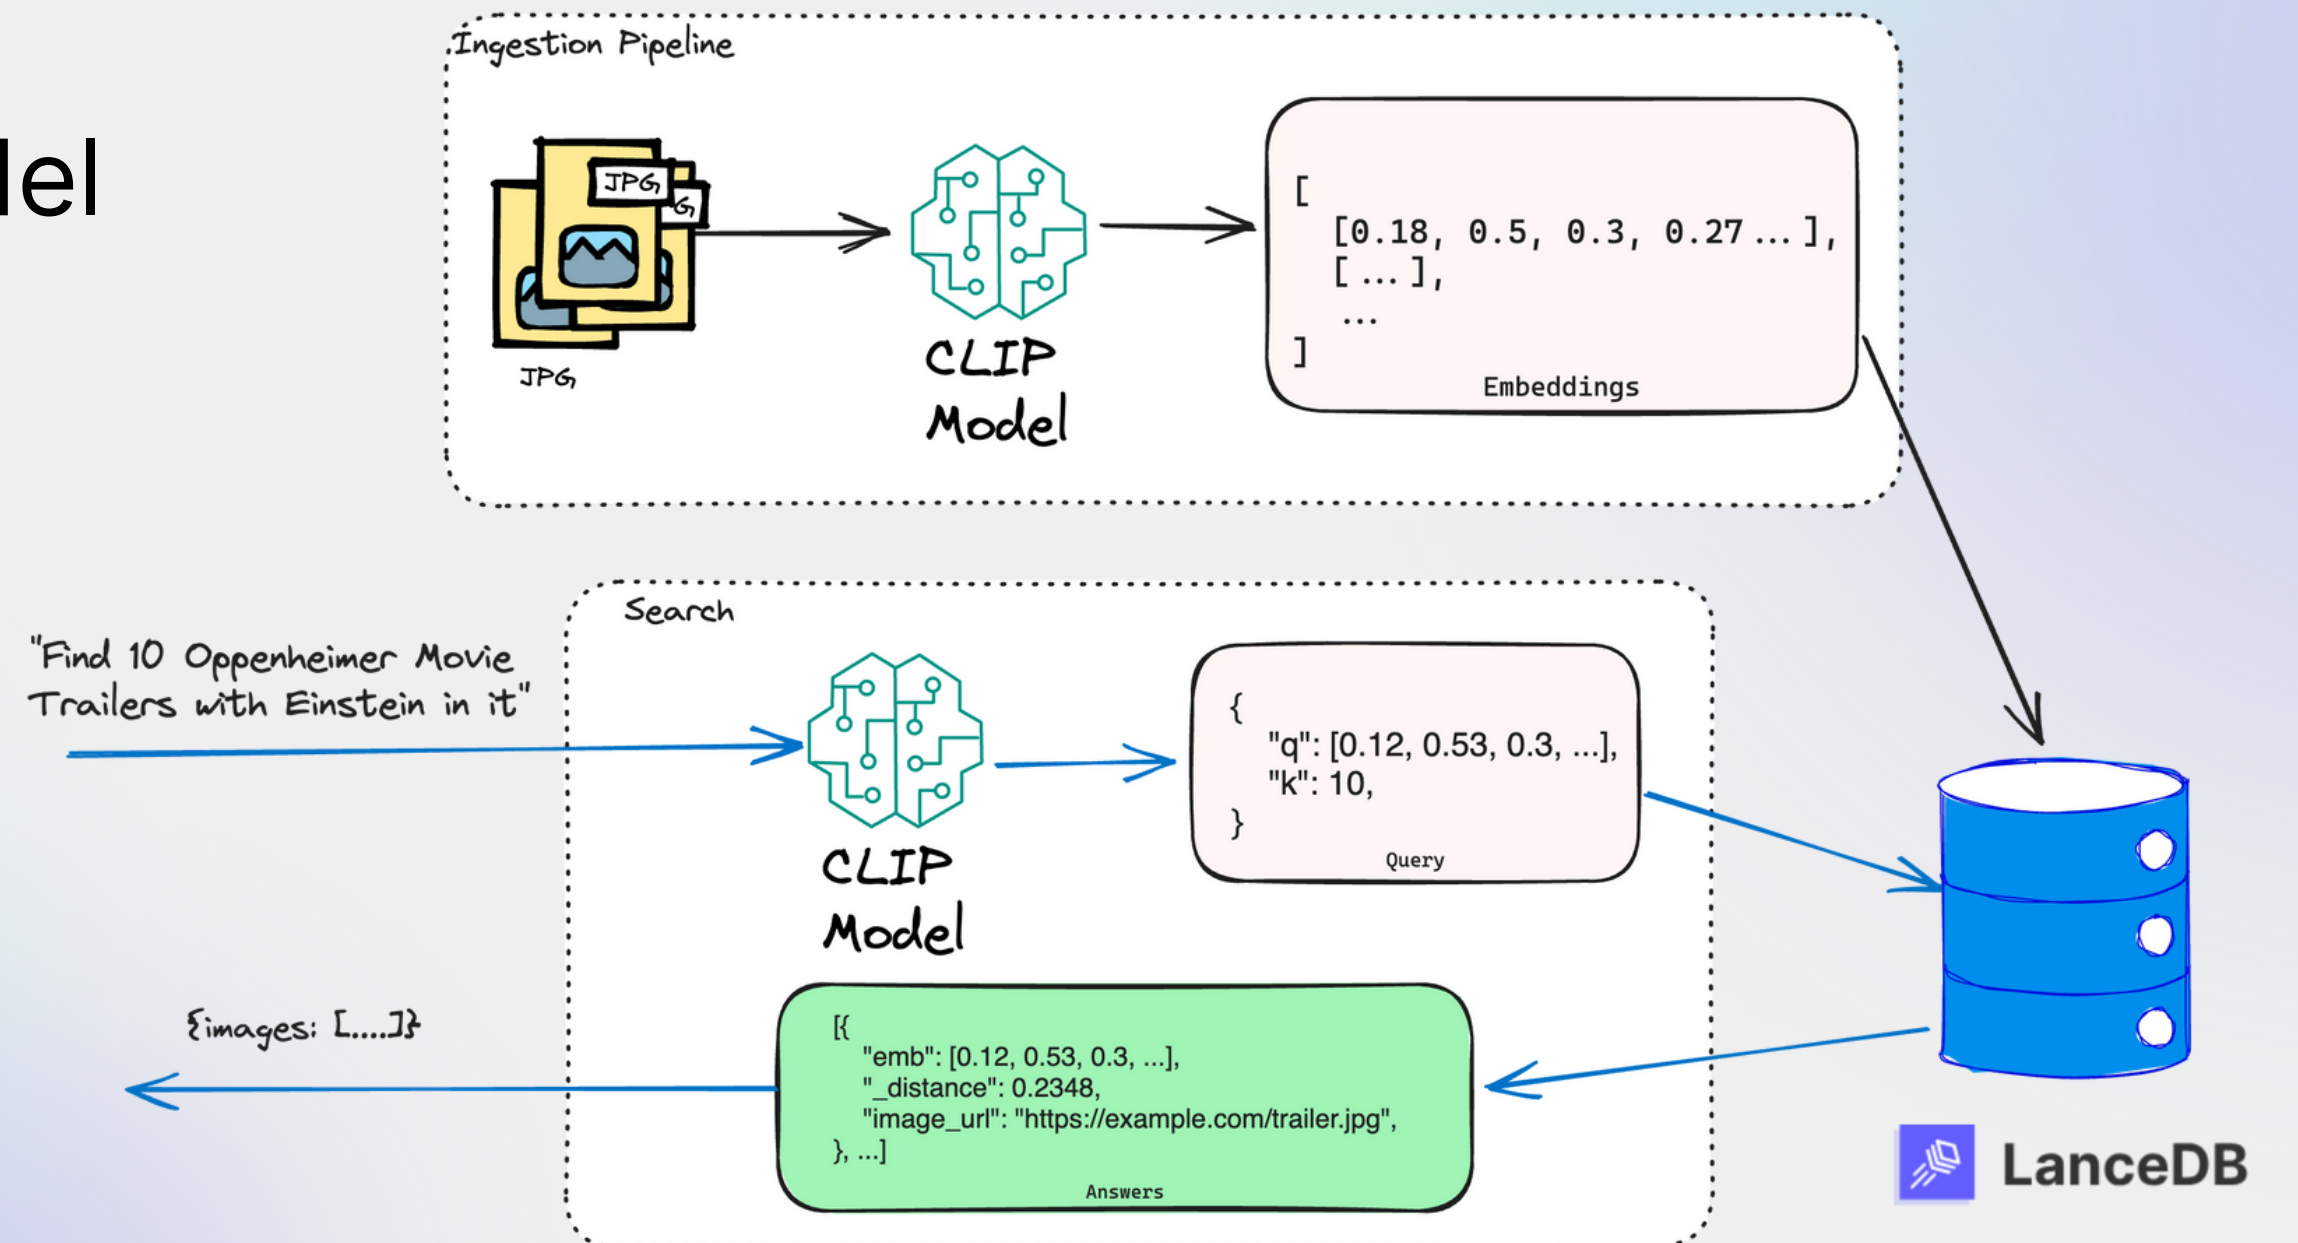 del
Ingestion Pipeline
JPG
G
JPG
CLIP
Model
[
[0.18, 0.5, 0.3, 0.27 ... ],
[ ... ],
...
]
Embeddings
Search
"Find 10 Oppenheimer Movie
Trailers with Einstein in it"
CLIP
Model
{
"q": [0.12, 0.53, 0.3, ...],
"k": 10,
}
Query
{images: [....]}
[{
"emb": [0.12, 0.53, 0.3, ...],
"_distance": 0.2348,
"image_url": "https://example.com/trailer.jpg",
}, ...]
Answers
LanceDB